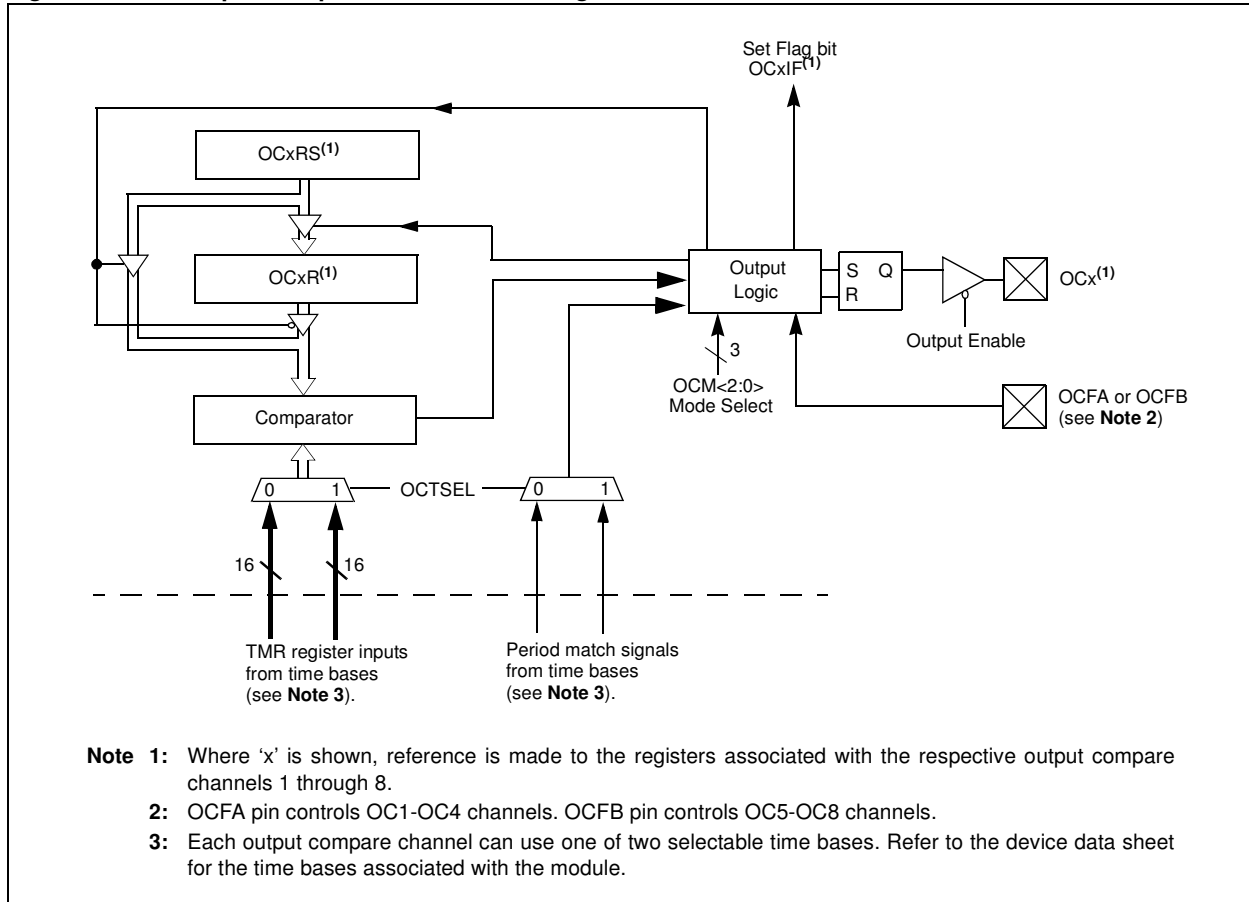 Set Flag bit
OCxIF(1)
OCxRS(1)
OCxR(1)
Output
Logic
S Q
R
OCx(1)
Output Enable
3
OCM<2:0>
Mode Select
OCFA or OCFB
(see Note 2)
Comparator
0 1
OCTSEL
0 1
16
16
TMR register inputs
from time bases
(see Note 3).
Period match signals
from time bases
(see Note 3).
Note 1: Where ‘x’ is shown, reference is made to the registers associated with the respective output compare
channels 1 through 8.
2: OCFA pin controls OC1-OC4 channels. OCFB pin controls OC5-OC8 channels.
3: Each output compare channel can use one of two selectable time bases. Refer to the device data sheet
for the time bases associated with the module.